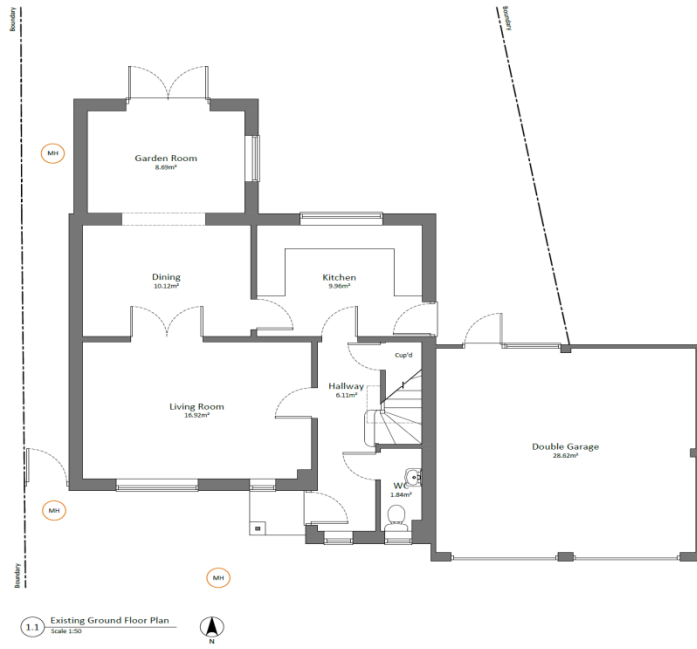 Boundary
Boundary
MH
Garden Room
8.69m²
Dining
10.12m²
Kitchen
9.96m²
Cup'd
Hallway
6.11m²
Living Room
16.92m²
Double Garage
28.62m²
WC
1.84m²
MH
MH
Boundary
1.1
Existing Ground Floor Plan
Scale 1:50
N